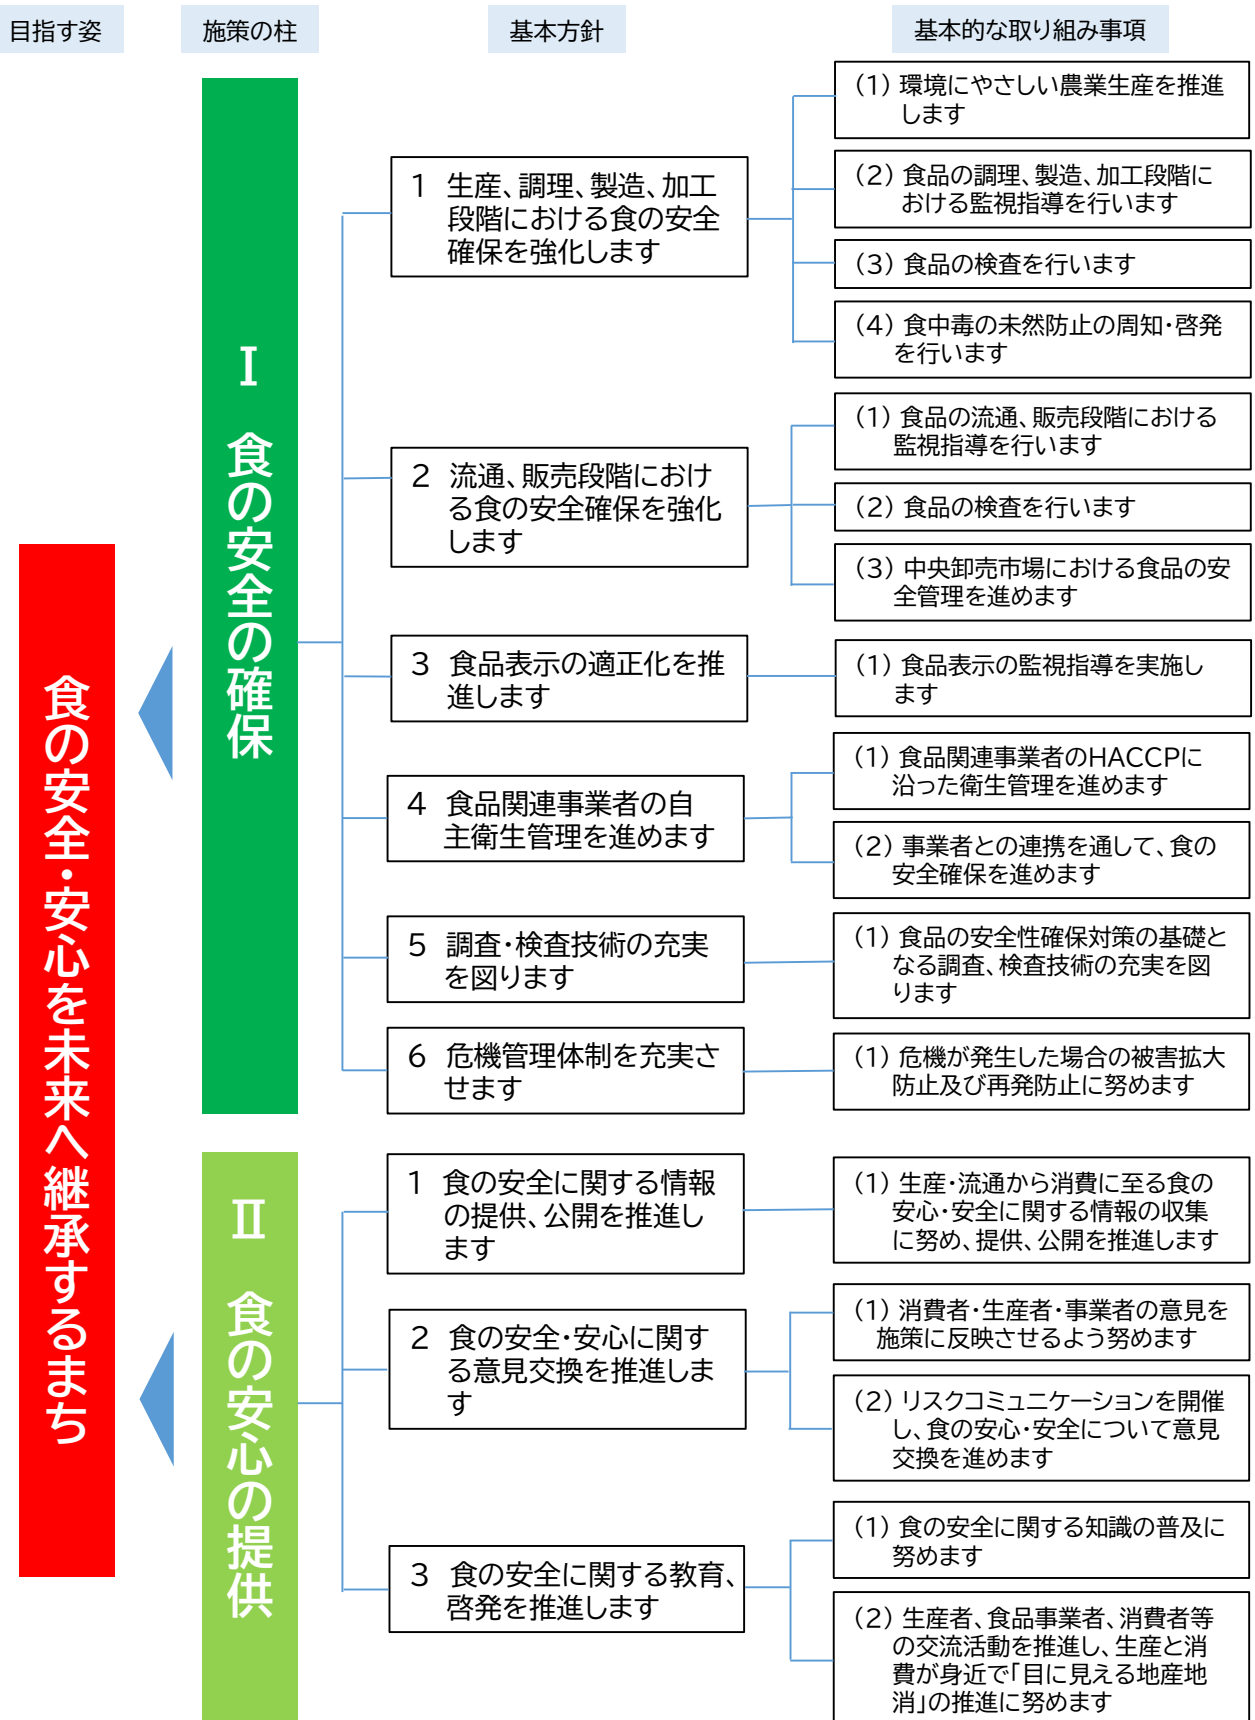 目指す姿
施策の柱
基本方針
基本的な取り組み事項
食の安全・安心を未来へ継承するまち
Ⅰ 食の安全の確保
1 生産、調理、製造、加工
段階における食の安全
確保を強化します
(1) 環境にやさしい農業生産を推進
します
(2) 食品の調理、製造、加工段階に
おける監視指導を行います
(3) 食品の検査を行います
(4) 食中毒の未然防止の周知・啓発
を行います
2 流通、販売段階におけ
る食の安全確保を強化
します
(1) 食品の流通、販売段階における
監視指導を行います
(2) 食品の検査を行います
(3) 中央卸売市場における食品の安
全管理を進めます
3 食品表示の適正化を推
進します
(1) 食品表示の監視指導を実施し
ます
4 食品関連事業者の自
主衛生管理を進めます
(1) 食品関連事業者のHACCPに
沿った衛生管理を進めます
(2) 事業者との連携を通して、食の
安全確保を進めます
5 調査・検査技術の充実
を図ります
(1) 食品の安全性確保対策の基礎と
なる調査、検査技術の充実を図
ります
6 危機管理体制を充実さ
せます
(1) 危機が発生した場合の被害拡大
防止及び再発防止に努めます
Ⅱ 食の安心の提供
1 食の安全に関する情報
の提供、公開を推進し
ます
(1) 生産・流通から消費に至る食の
安心・安全に関する情報の収集
に努め、提供、公開を推進します
2 食の安全・安心に関す
る意見交換を推進しま
す
(1) 消費者・生産者・事業者の意見を
施策に反映させるよう努めます
(2) リスクコミュニケーションを開催
し、食の安心・安全について意見
交換を進めます
3 食の安全に関する教育、
啓発を推進します
(1) 食の安全に関する知識の普及に
努めます
(2) 生産者、食品事業者、消費者等
の交流活動を推進し、生産と消
費が身近で「目に見える地産地
消」の推進に努めます